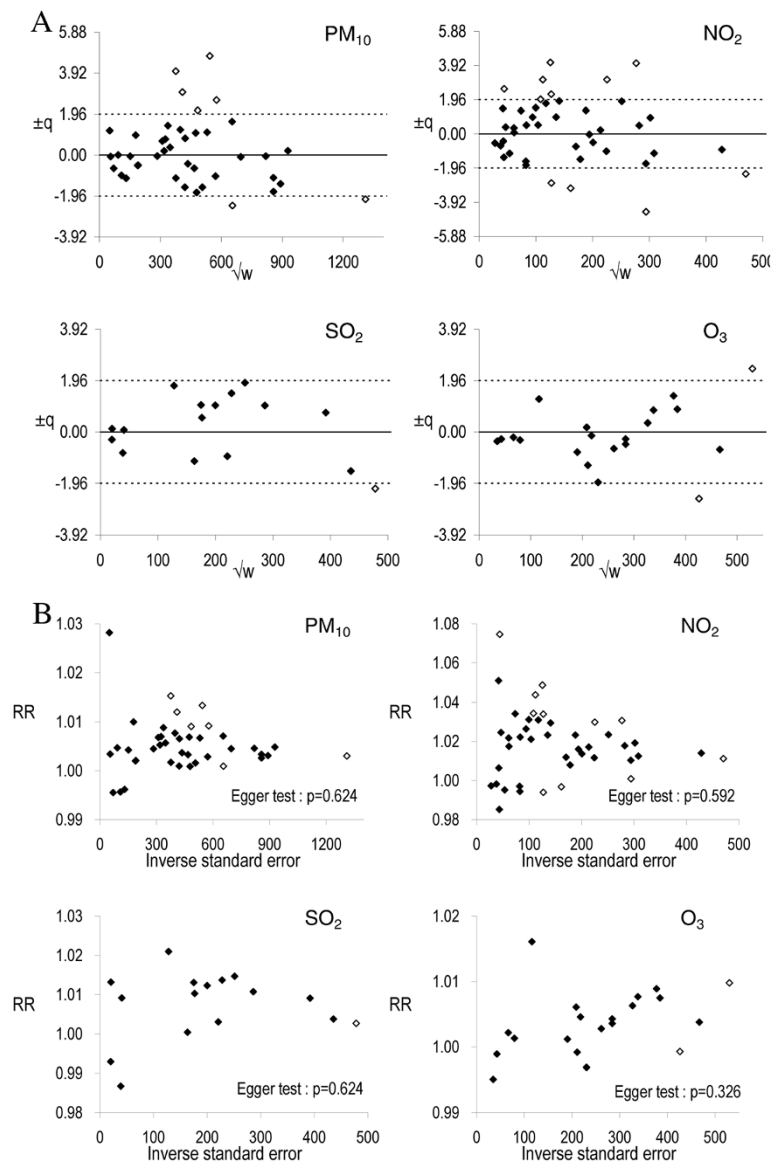 A
PM10
5.88
3.92
1.96
±q
0.00
-1.96
-3.92
0 300 600 900 1200
√w
NO2
5.88
3.92
1.96
±q
0.00
-1.96
-3.92
-5.88
0 100 200 300 400 500
√w
SO2
3.92
1.96
±q
0.00
-1.96
-3.92
0 100 200 300 400 500
√w
O3
3.92
1.96
±q
0.00
-1.96
-3.92
0 100 200 300 400 500
√w
B
PM10
1.03
1.02
RR
1.01
1.00
0.99
Egger test : p=0.624
0 300 600 900 1200
Inverse standard error
NO2
1.08
1.06
RR
1.04
1.02
1.00
0.98
Egger test : p=0.592
0 100 200 300 400 500
Inverse standard error
SO2
1.03
1.02
RR
1.01
1.00
0.99
0.98
Egger test : p=0.624
0 100 200 300 400 500
Inverse standard error
O3
1.02
1.01
RR
1.00
0.99
Egger test : p=0.326
0 100 200 300 400 500
Inverse standard error